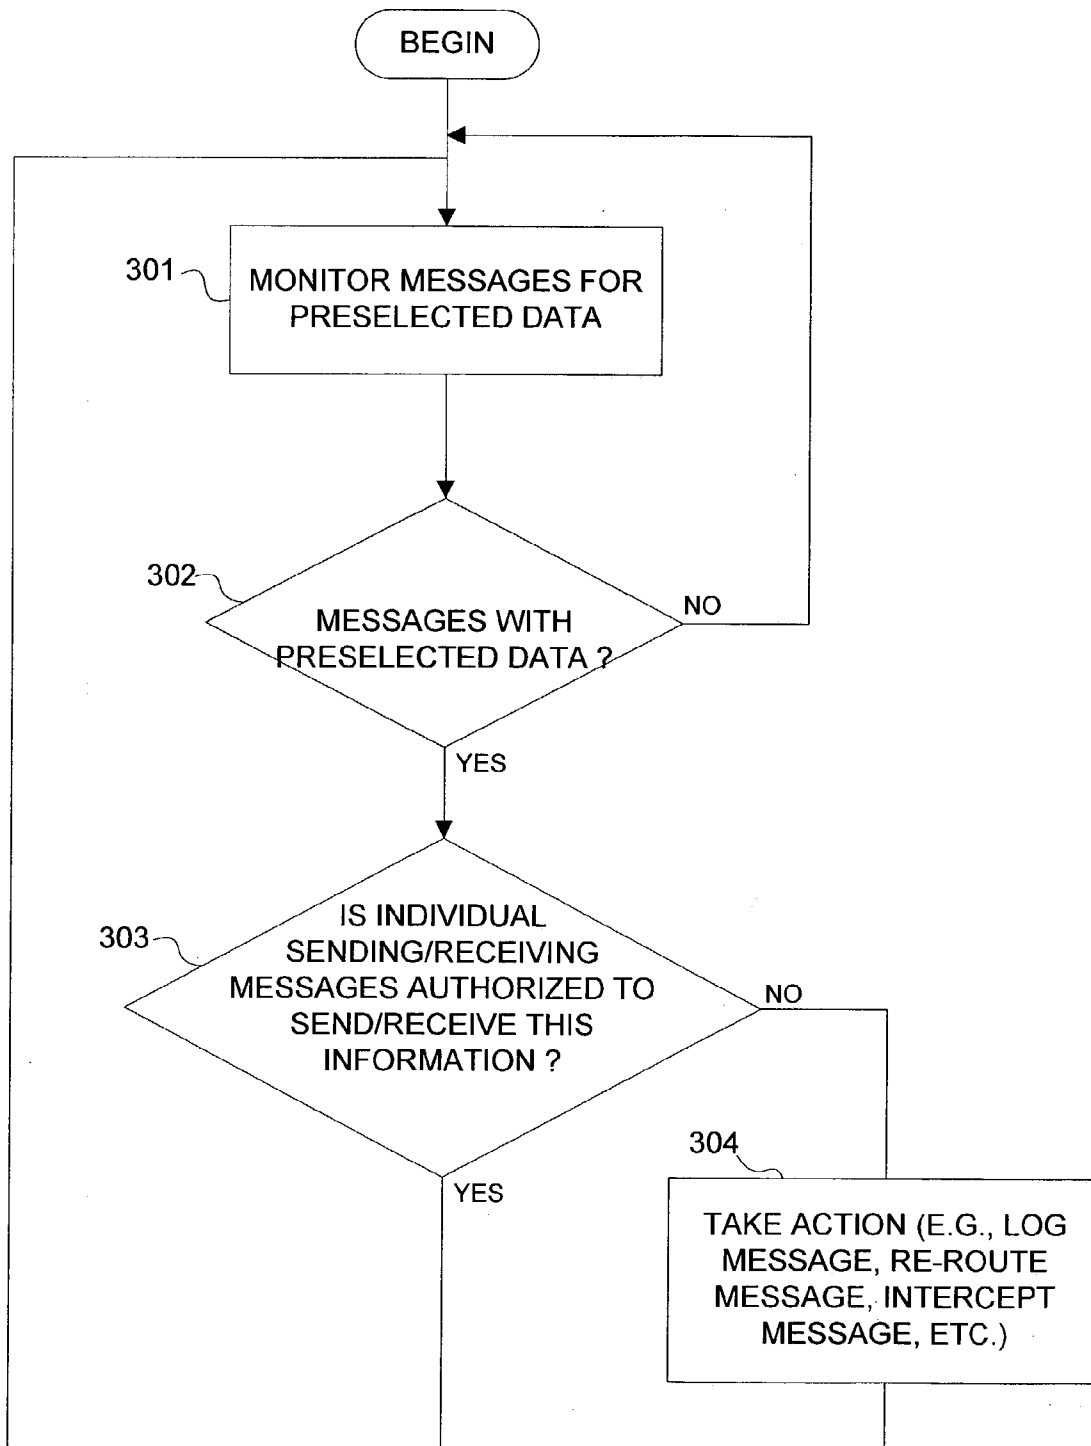 BEGIN
301
MONITOR MESSAGES FOR
PRESELECTED DATA
302
MESSAGES WITH
PRESELECTED DATA ?
NO
YES
303
IS INDIVIDUAL
SENDING/RECEIVING
MESSAGES AUTHORIZED TO
SEND/RECEIVE THIS
INFORMATION ?
NO
YES
304
TAKE ACTION (E.G., LOG
MESSAGE, RE-ROUTE
MESSAGE, INTERCEPT
MESSAGE, ETC.)